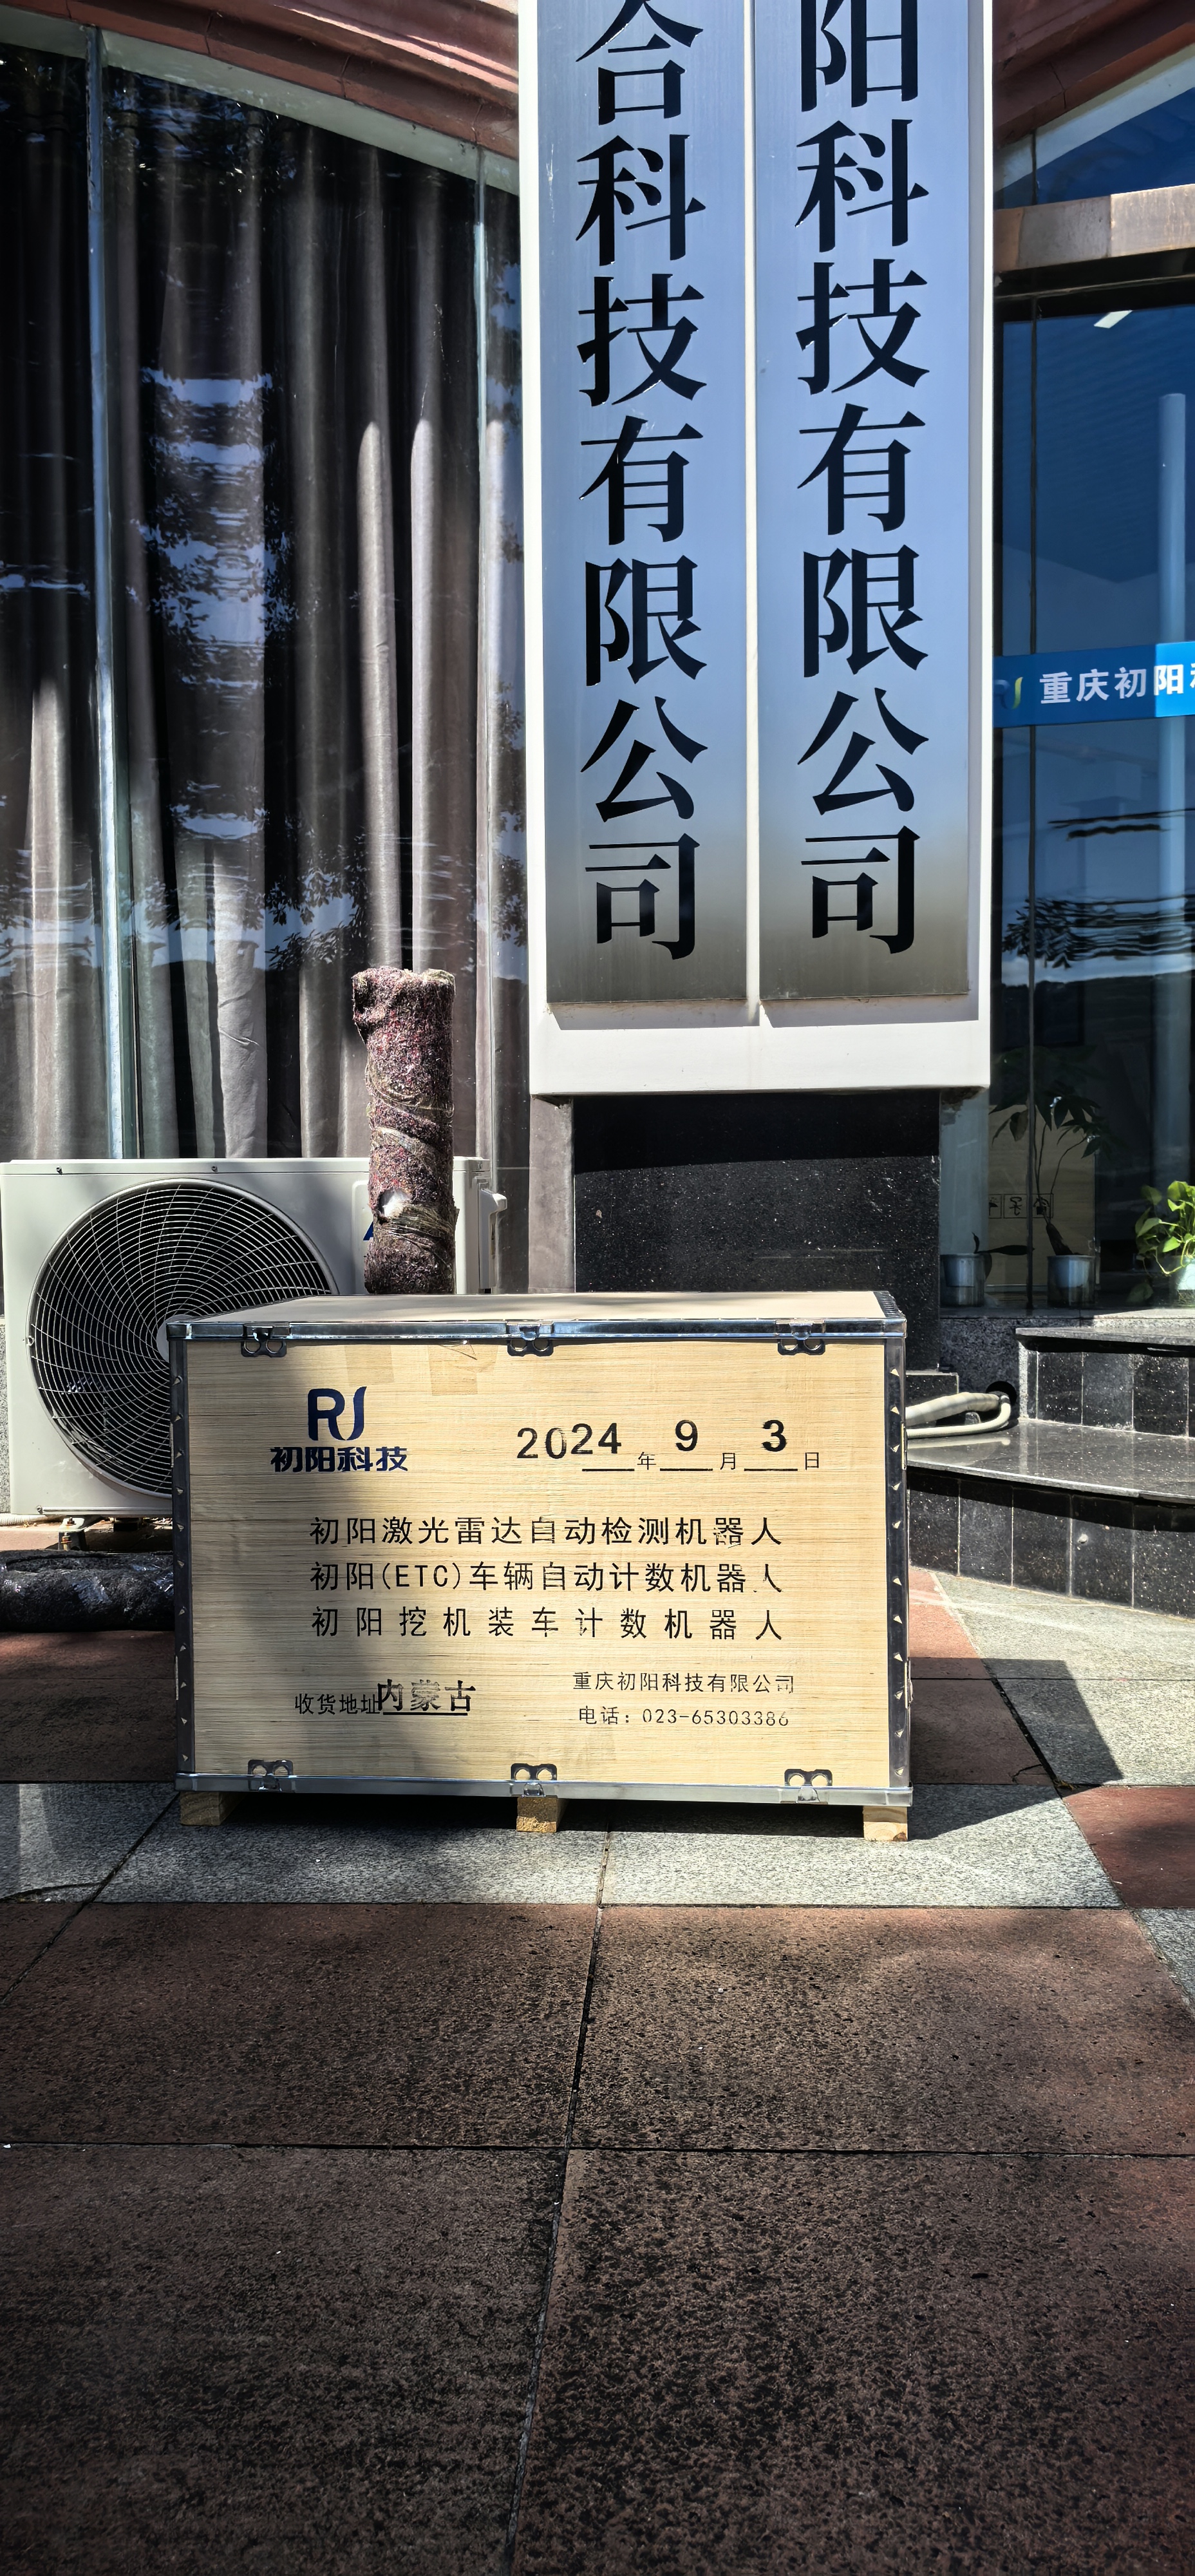 合科技有限公司
阳科技有限公司
重庆初阳
RJ
初阳科技
2024年9月3日
初阳激光雷达自动检测机器人
初阳(ETC)车辆自动计数机器人
初阳挖机装车计数机器人
收货地址内蒙古
重庆初阳科技有限公司
电话：023-65303386